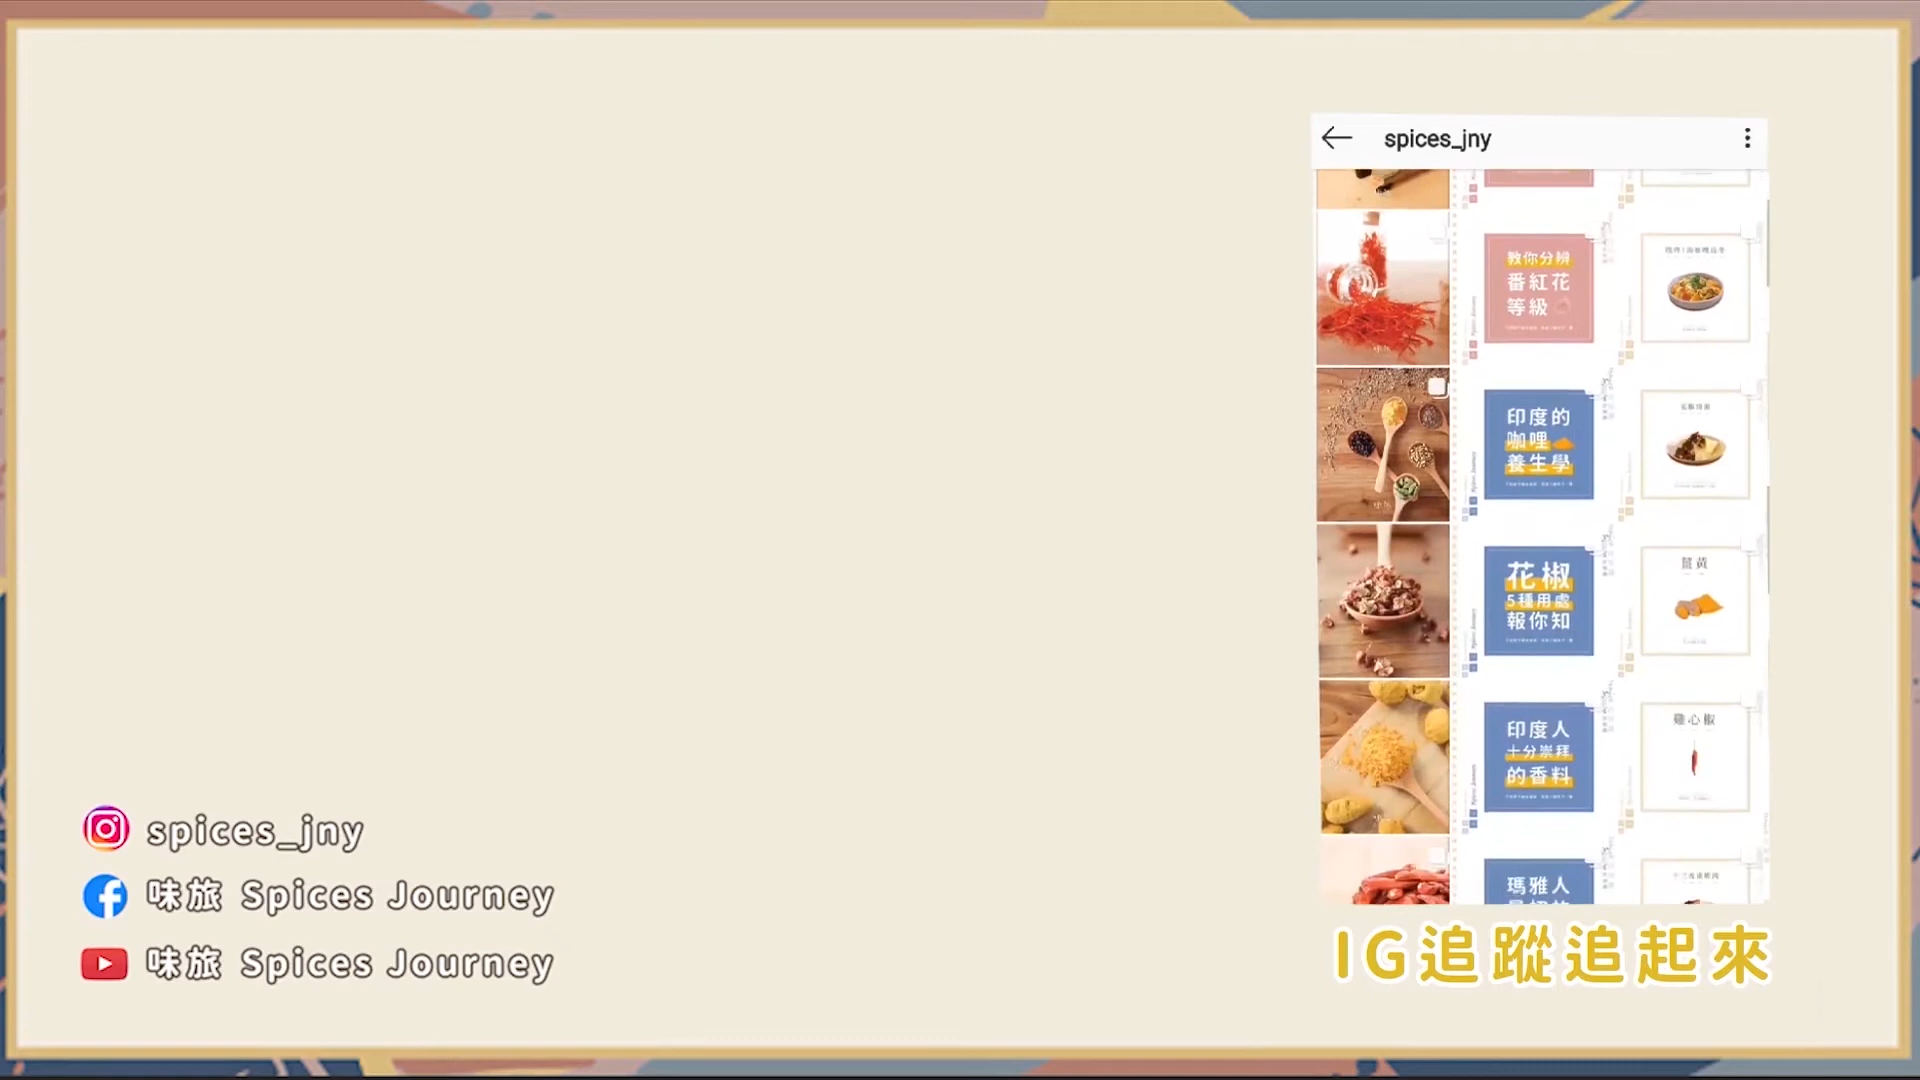 spices_jny
教你分辨
番紅花
等級
印度的
咖哩
養生學
花椒
5種用處
報你知
薑黃
印度人
十分崇拜
的香料
雞心椒
瑪雅人
IG追蹤追起來
spices_jny
味旅 Spices Journey
味旅 Spices Journey